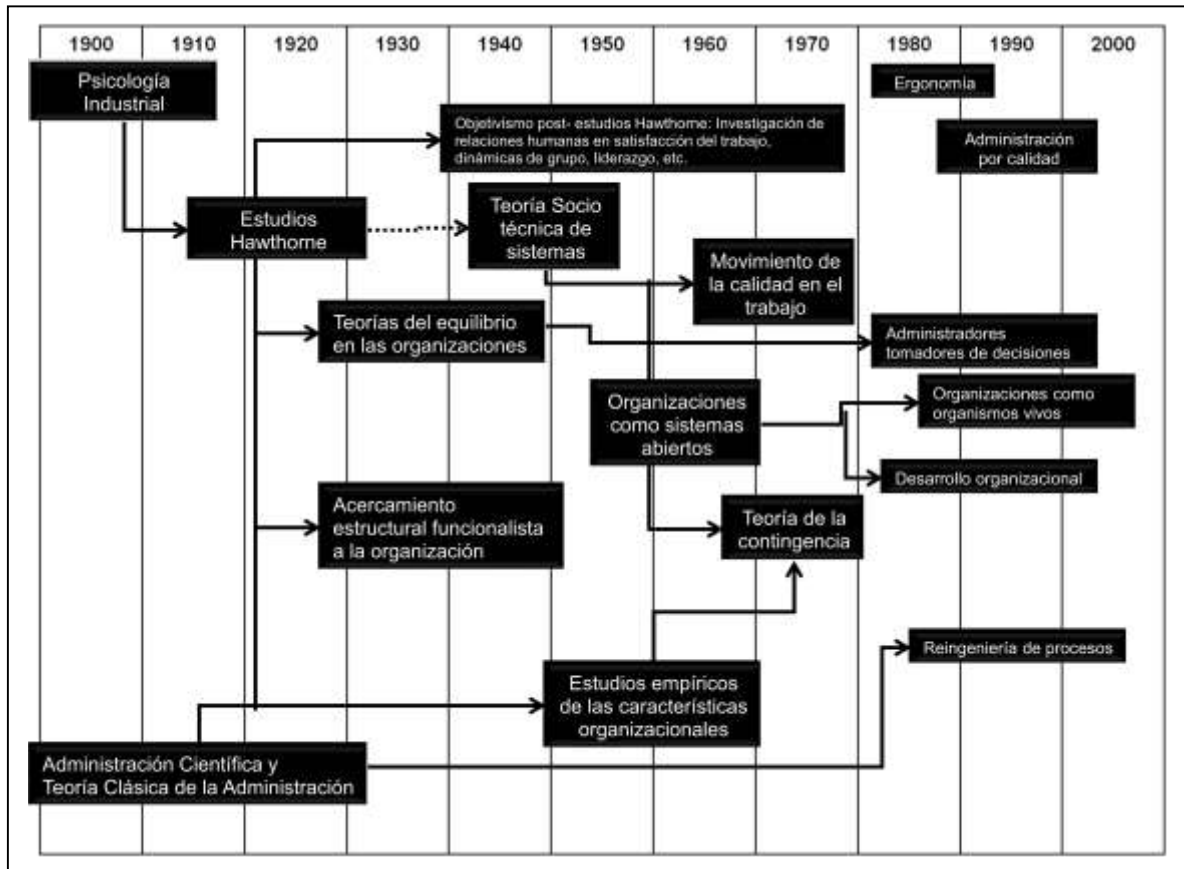 1900 1910 1920 1930 1940 1950 1960 1970 1980 1990 2000
Psicología
Industrial
Ergonomía
Objetivismo post- estudios Hawthorne: Investigación de
relaciones humanas en satisfacción del trabajo,
dinámicas de grupo, liderazgo, etc.
Administración
por calidad
Estudios
Hawthorne
Teoría Socio
técnica de
sistemas
Movimiento de
la calidad en el
trabajo
Teorías del equilibrio
en las organizaciones
Administradores
tomadores de decisiones
Organizaciones
como sistemas
abiertos
Organizaciones como
organismos vivos
Desarrollo organizacional
Acercamiento
estructural funcionalista
a la organización
Teoría de la
contingencia
Reingeniería de procesos
Estudios empíricos
de las características
organizacionales
Administración Científica y
Teoría Clásica de la Administración